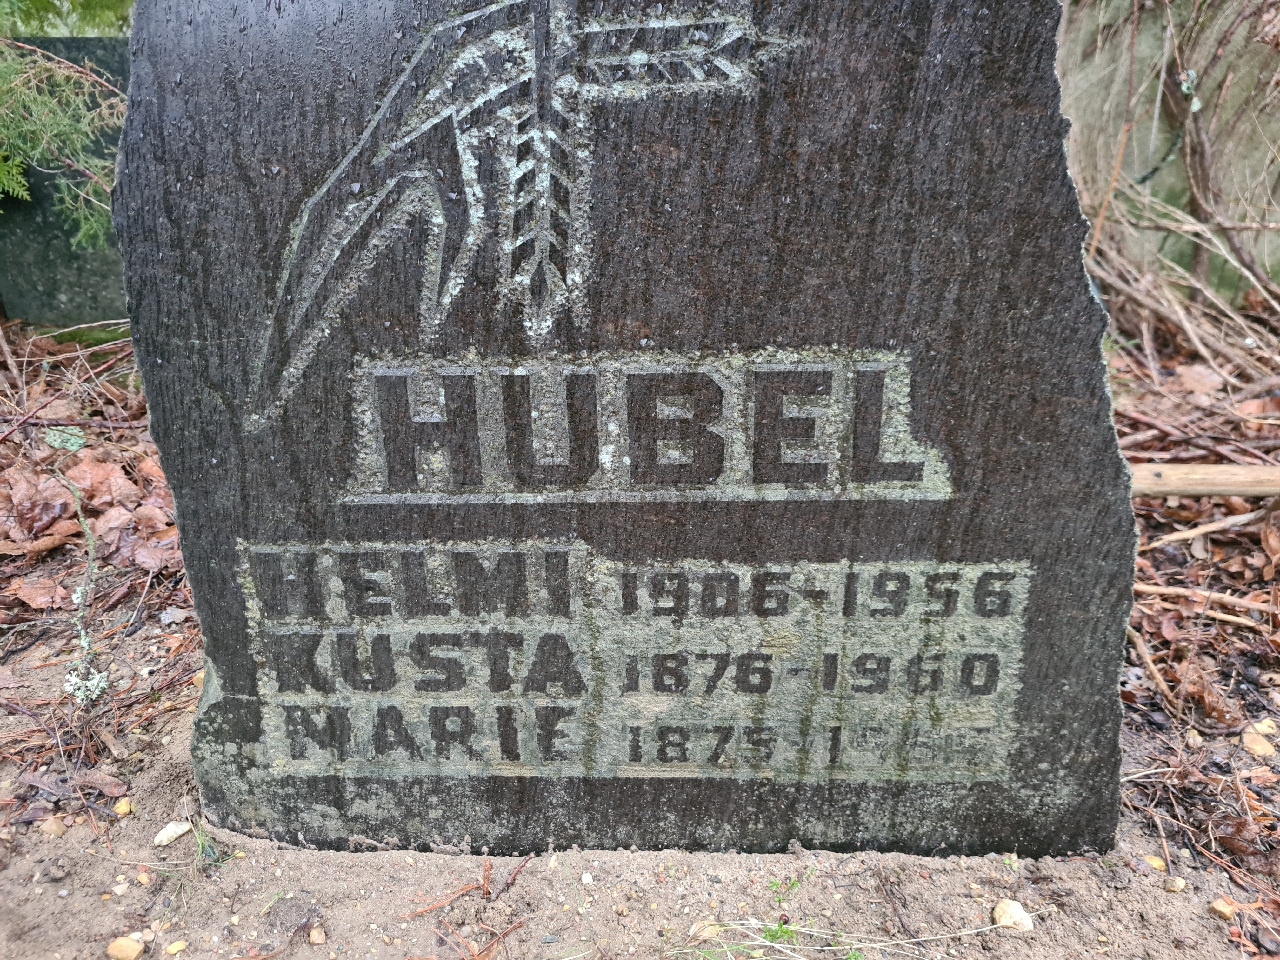 HUBEL
HELMI 1906-1956
KUSTA 1876-1960
MARIE 1875-